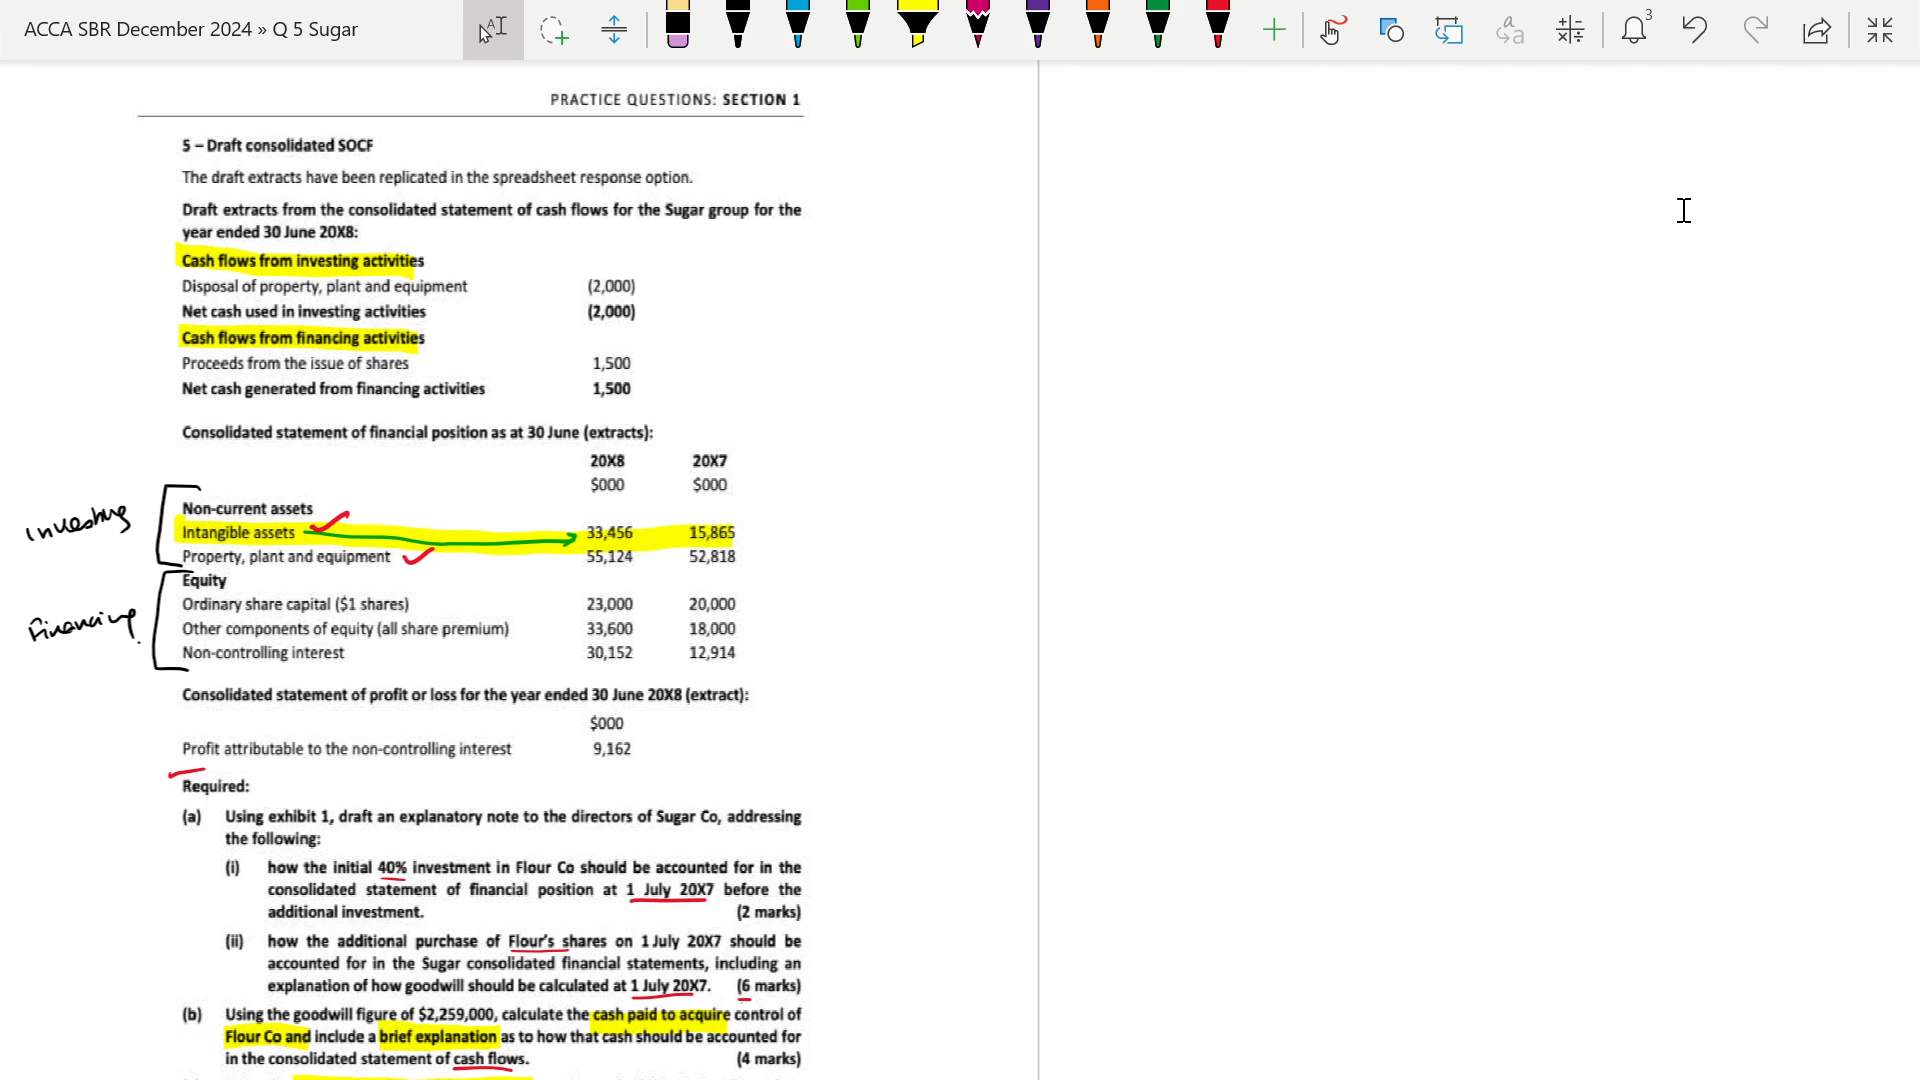 ACCA SBR December 2024 » Q 5 Sugar
3
PRACTICE QUESTIONS: SECTION 1
5 – Draft consolidated SOCF
The draft extracts have been replicated in the spreadsheet response option.
Draft extracts from the consolidated statement of cash flows for the Sugar group for the
year ended 30 June 20X8:
Cash flows from investing activities
Disposal of property, plant and equipment (2,000)
Net cash used in investing activities (2,000)
Cash flows from financing activities
Proceeds from the issue of shares 1,500
Net cash generated from financing activities 1,500
Consolidated statement of financial position as at 30 June (extracts):
20X8 20X7
$000 $000
Investing
Non-current assets
Intangible assets 33,456 15,865
Property, plant and equipment 55,124 52,818
Financing
Equity
Ordinary share capital ($1 shares) 23,000 20,000
Other components of equity (all share premium) 33,600 18,000
Non-controlling interest 30,152 12,914
Consolidated statement of profit or loss for the year ended 30 June 20X8 (extract):
$000
Profit attributable to the non-controlling interest 9,162
Required:
(a) Using exhibit 1, draft an explanatory note to the directors of Sugar Co, addressing
the following:
(i) how the initial 40% investment in Flour Co should be accounted for in the
consolidated statement of financial position at 1 July 20X7 before the
additional investment. (2 marks)
(ii) how the additional purchase of Flour's shares on 1 July 20X7 should be
accounted for in the Sugar consolidated financial statements, including an
explanation of how goodwill should be calculated at 1 July 20X7. (6 marks)
(b) Using the goodwill figure of $2,259,000, calculate the cash paid to acquire control of
Flour Co and include a brief explanation as to how that cash should be accounted for
in the consolidated statement of cash flows. (4 marks)